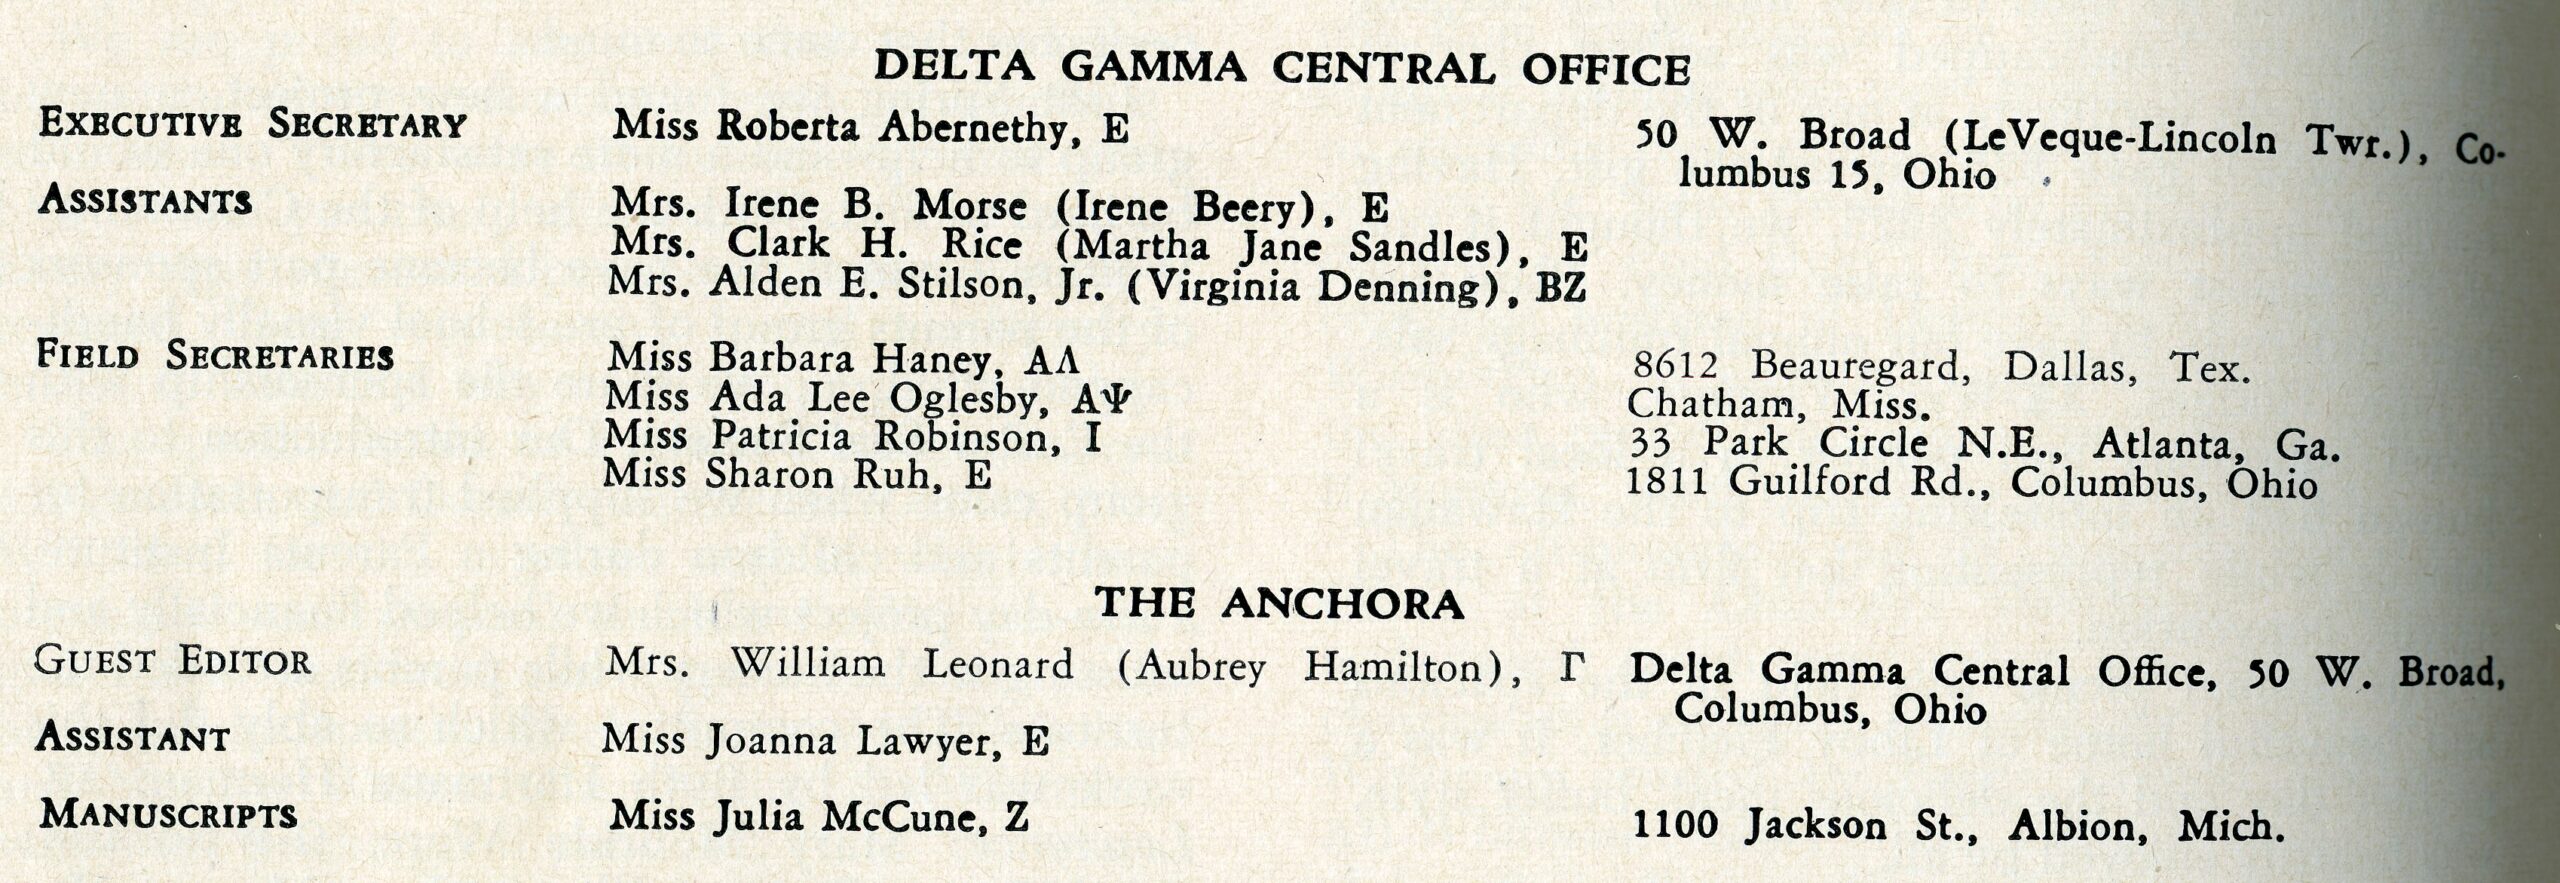 DELTA GAMMA CENTRAL OFFICE
EXECUTIVE SECRETARY Miss Roberta Abernethy, E 50 W. Broad (LeVeque-Lincoln Twr.), Co-
lumbus 15, Ohio
ASSISTANTS Mrs. Irene B. Morse (Irene Beery), E
Mrs. Clark H. Rice (Martha Jane Sandles), E
Mrs. Alden E. Stilson, Jr. (Virginia Denning), BZ
FIELD SECRETARIES Miss Barbara Haney, ΑΛ 8612 Beauregard, Dallas, Tex.
Miss Ada Lee Oglesby, ΑΨ Chatham, Miss.
Miss Patricia Robinson, I 33 Park Circle N.E., Atlanta, Ga.
Miss Sharon Ruh, E 1811 Guilford Rd., Columbus, Ohio
THE ANCHORA
GUEST EDITOR Mrs. William Leonard (Aubrey Hamilton), Γ Delta Gamma Central Office, 50 W. Broad,
Columbus, Ohio
ASSISTANT Miss Joanna Lawyer, E
MANUSCRIPTS Miss Julia McCune, Z 1100 Jackson St., Albion, Mich.